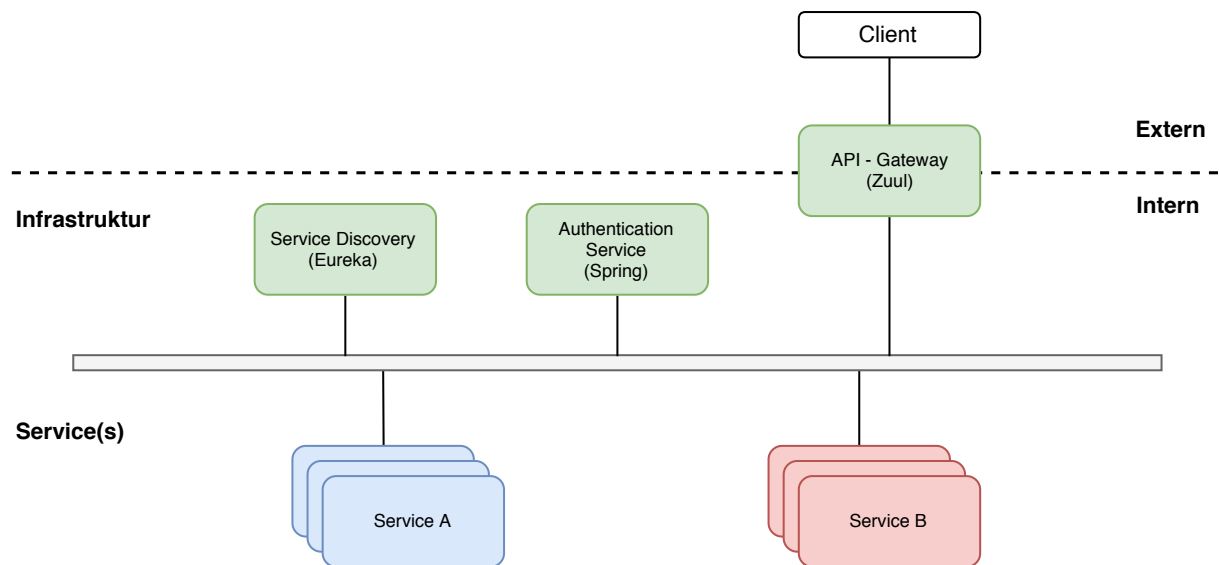 Client
Extern
API - Gateway
(Zuul)
Intern
Infrastruktur
Service Discovery
(Eureka)
Authentication
Service
(Spring)
Service(s)
Service A
Service B